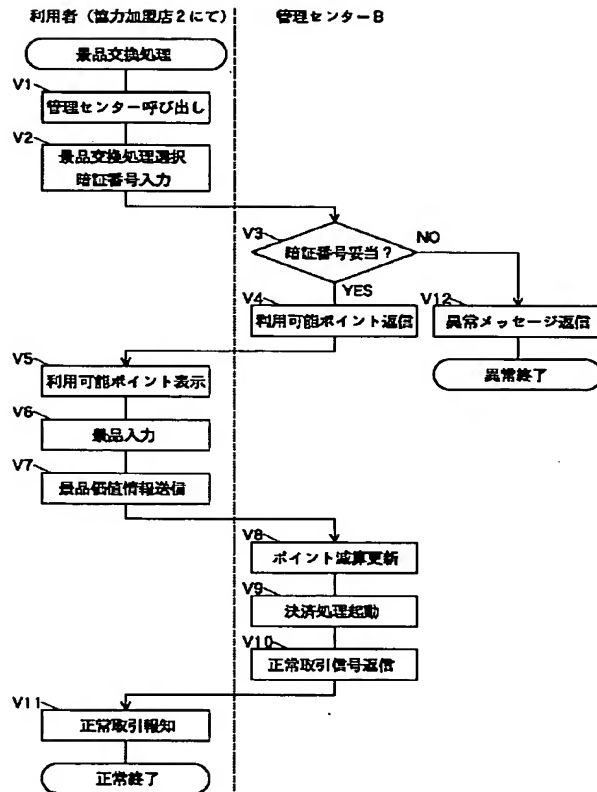 利用者（協力加盟店２にて）
管理センターB
景品交換処理
V1
管理センター呼び出し
V2
景品交換処理選択
暗証番号入力
V3
暗証番号妥当？
NO
YES
V4
利用可能ポイント返信
V12
異常メッセージ返信
異常終了
V5
利用可能ポイント表示
V6
景品入力
V7
景品価値情報送信
V8
ポイント減算更新
V9
決済処理起動
V10
正常取引信号返信
V11
正常取引報知
正常終了